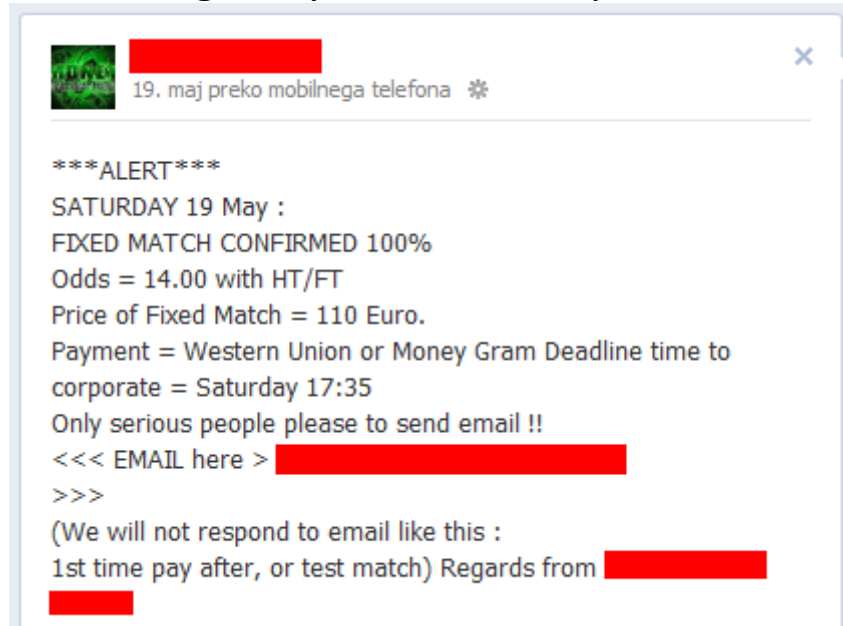 19. maj preko mobilnega telefona
***ALERT***
SATURDAY 19 May :
FIXED MATCH CONFIRMED 100%
Odds = 14.00 with HT/FT
Price of Fixed Match = 110 Euro.
Payment = Western Union or Money Gram Deadline time to
corporate = Saturday 17:35
Only serious people please to send email !!
<<< EMAIL here >
>>>
(We will not respond to email like this :
1st time pay after, or test match) Regards from